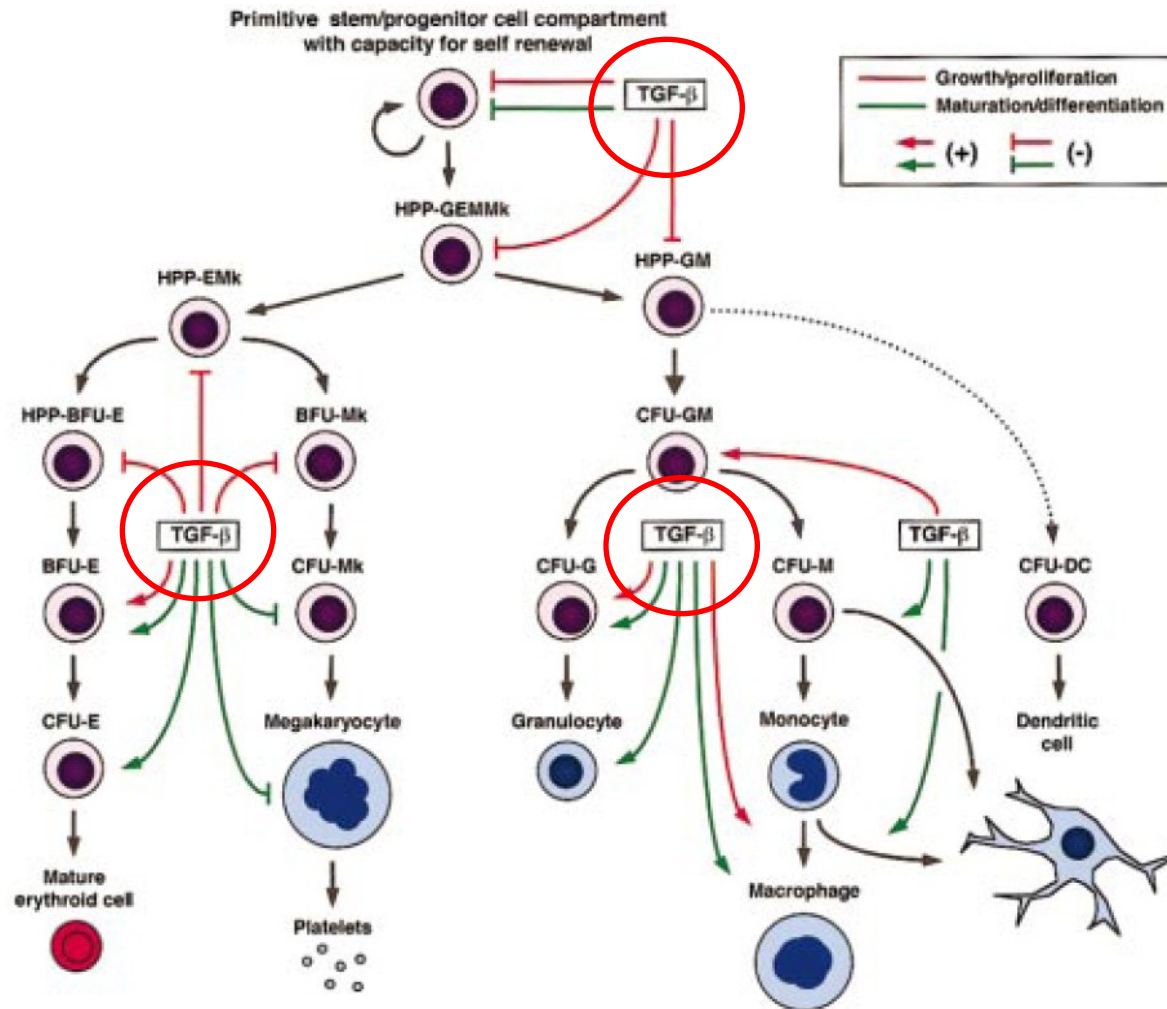 Primitive stem/progenitor cell compartment
with capacity for self renewal
TGF-β
Growth/proliferation
Maturation/differentiation
(+)
(-)
HPP-GEMMk
HPP-GM
HPP-EMk
HPP-BFU-E
BFU-Mk
CFU-GM
TGF-β
TGF-β
TGF-β
BFU-E
CFU-Mk
CFU-G
CFU-M
CFU-DC
CFU-E
Megakaryocyte
Granulocyte
Monocyte
Dendritic
cell
Mature
erythroid cell
Platelets
Macrophage